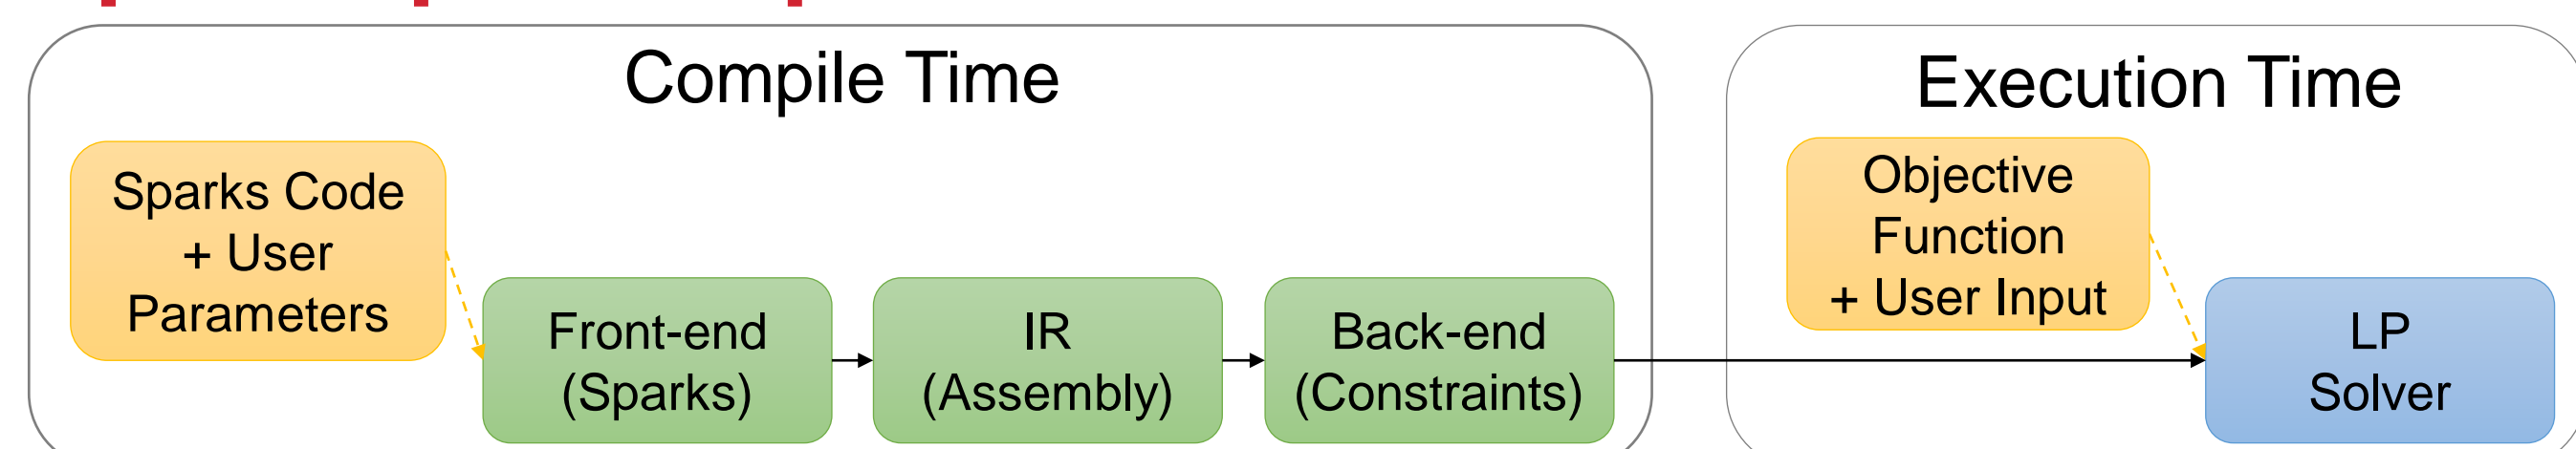 Compile Time
Sparks Code
+ User
Parameters
Front-end
(Sparks)
IR
(Assembly)
Back-end
(Constraints)
Execution Time
Objective
Function
+ User Input
LP
Solver